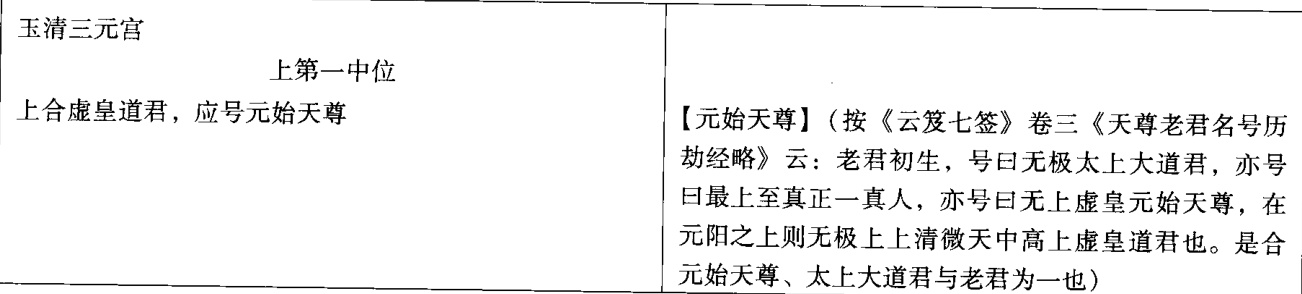 玉清三元宫
上第一中位
上合虚皇道君，应号元始天尊
【元始天尊】（按《云笈七签》卷三《天尊老君名号历
劫经略》云：老君初生，号曰无极太上大道君，亦号
曰最上至真正一真人，亦号曰无上虚皇元始天尊，在
元阳之上则无极上上清微天中高上虚皇道君也。是合
元始天尊、太上大道君与老君为一也）